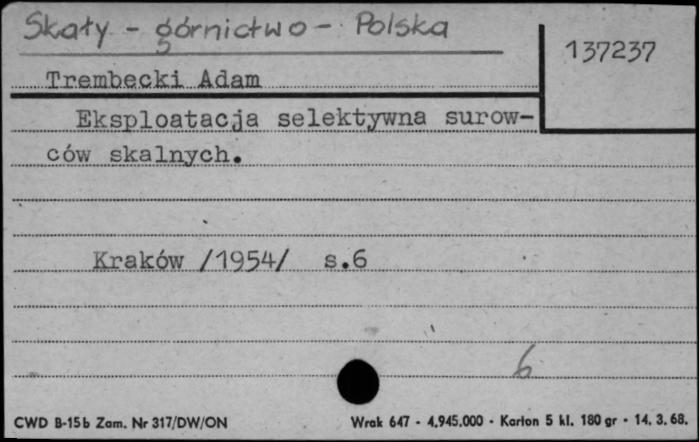 Skały - górnictwo - Polska
137237
Trembecki Adam
Eksploatacja selektywna surow-
ców skalnych.
Kraków /1954/ s.6
6
CWD B-15b Zam. Nr 317/DW/ON
Wrak 647 - 4.945.000 - Karton 5 kl. 180 gr - 14. 3. 68.